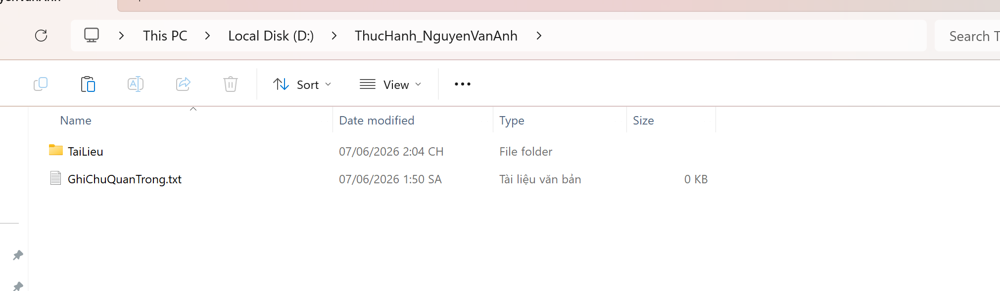 This PC > Local Disk (D:) > ThucHanh_NguyenVanAnh >
Search T
Sort
View
Name
Date modified
Type
Size
TaiLieu
07/06/2026 2:04 CH
File folder
GhiChuQuanTrong.txt
07/06/2026 1:50 SA
Tài liệu văn bản
0 KB